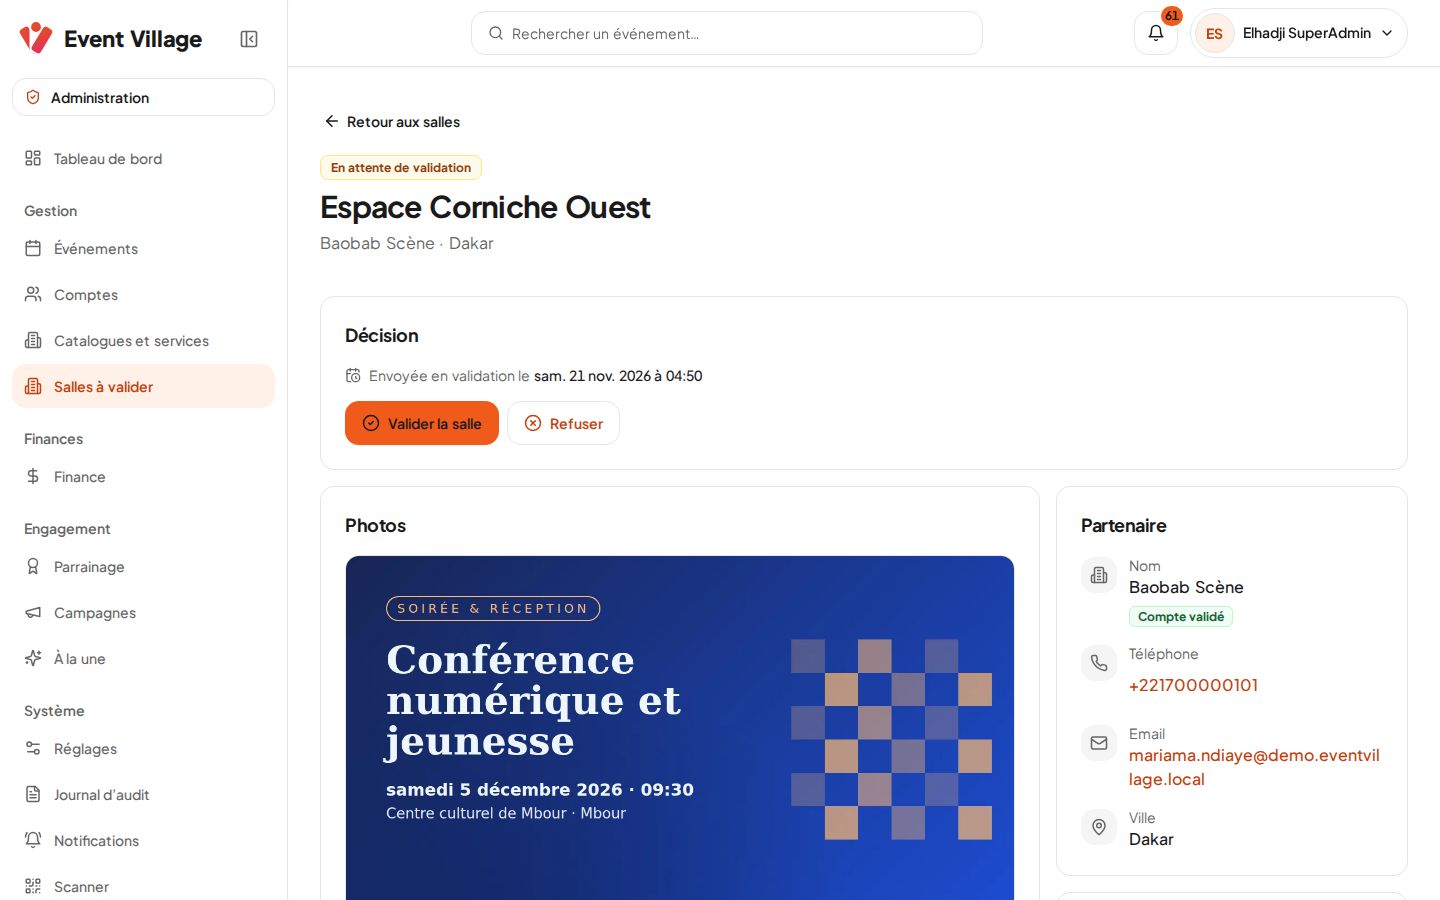 Event Village
Administration
Tableau de bord
Gestion
Événements
Comptes
Catalogues et services
Salles à valider
Finances
Finance
Engagement
Parrainage
Campagnes
À la une
Système
Réglages
Journal d’audit
Notifications
Scanner
Rechercher un événement…
61
ES
Elhadji SuperAdmin
Retour aux salles
En attente de validation
Espace Corniche Ouest
Baobab Scène · Dakar
Décision
Envoyée en validation le sam. 21 nov. 2026 à 04:50
Valider la salle
Refuser
Photos
SOIRÉE & RÉCEPTION
Conférence
numérique et
jeunesse
samedi 5 décembre 2026 · 09:30
Centre culturel de Mbour · Mbour
Partenaire
Nom
Baobab Scène
Compte validé
Téléphone
+221700000101
Email
mariama.ndiaye@demo.eventvil
lage.local
Ville
Dakar